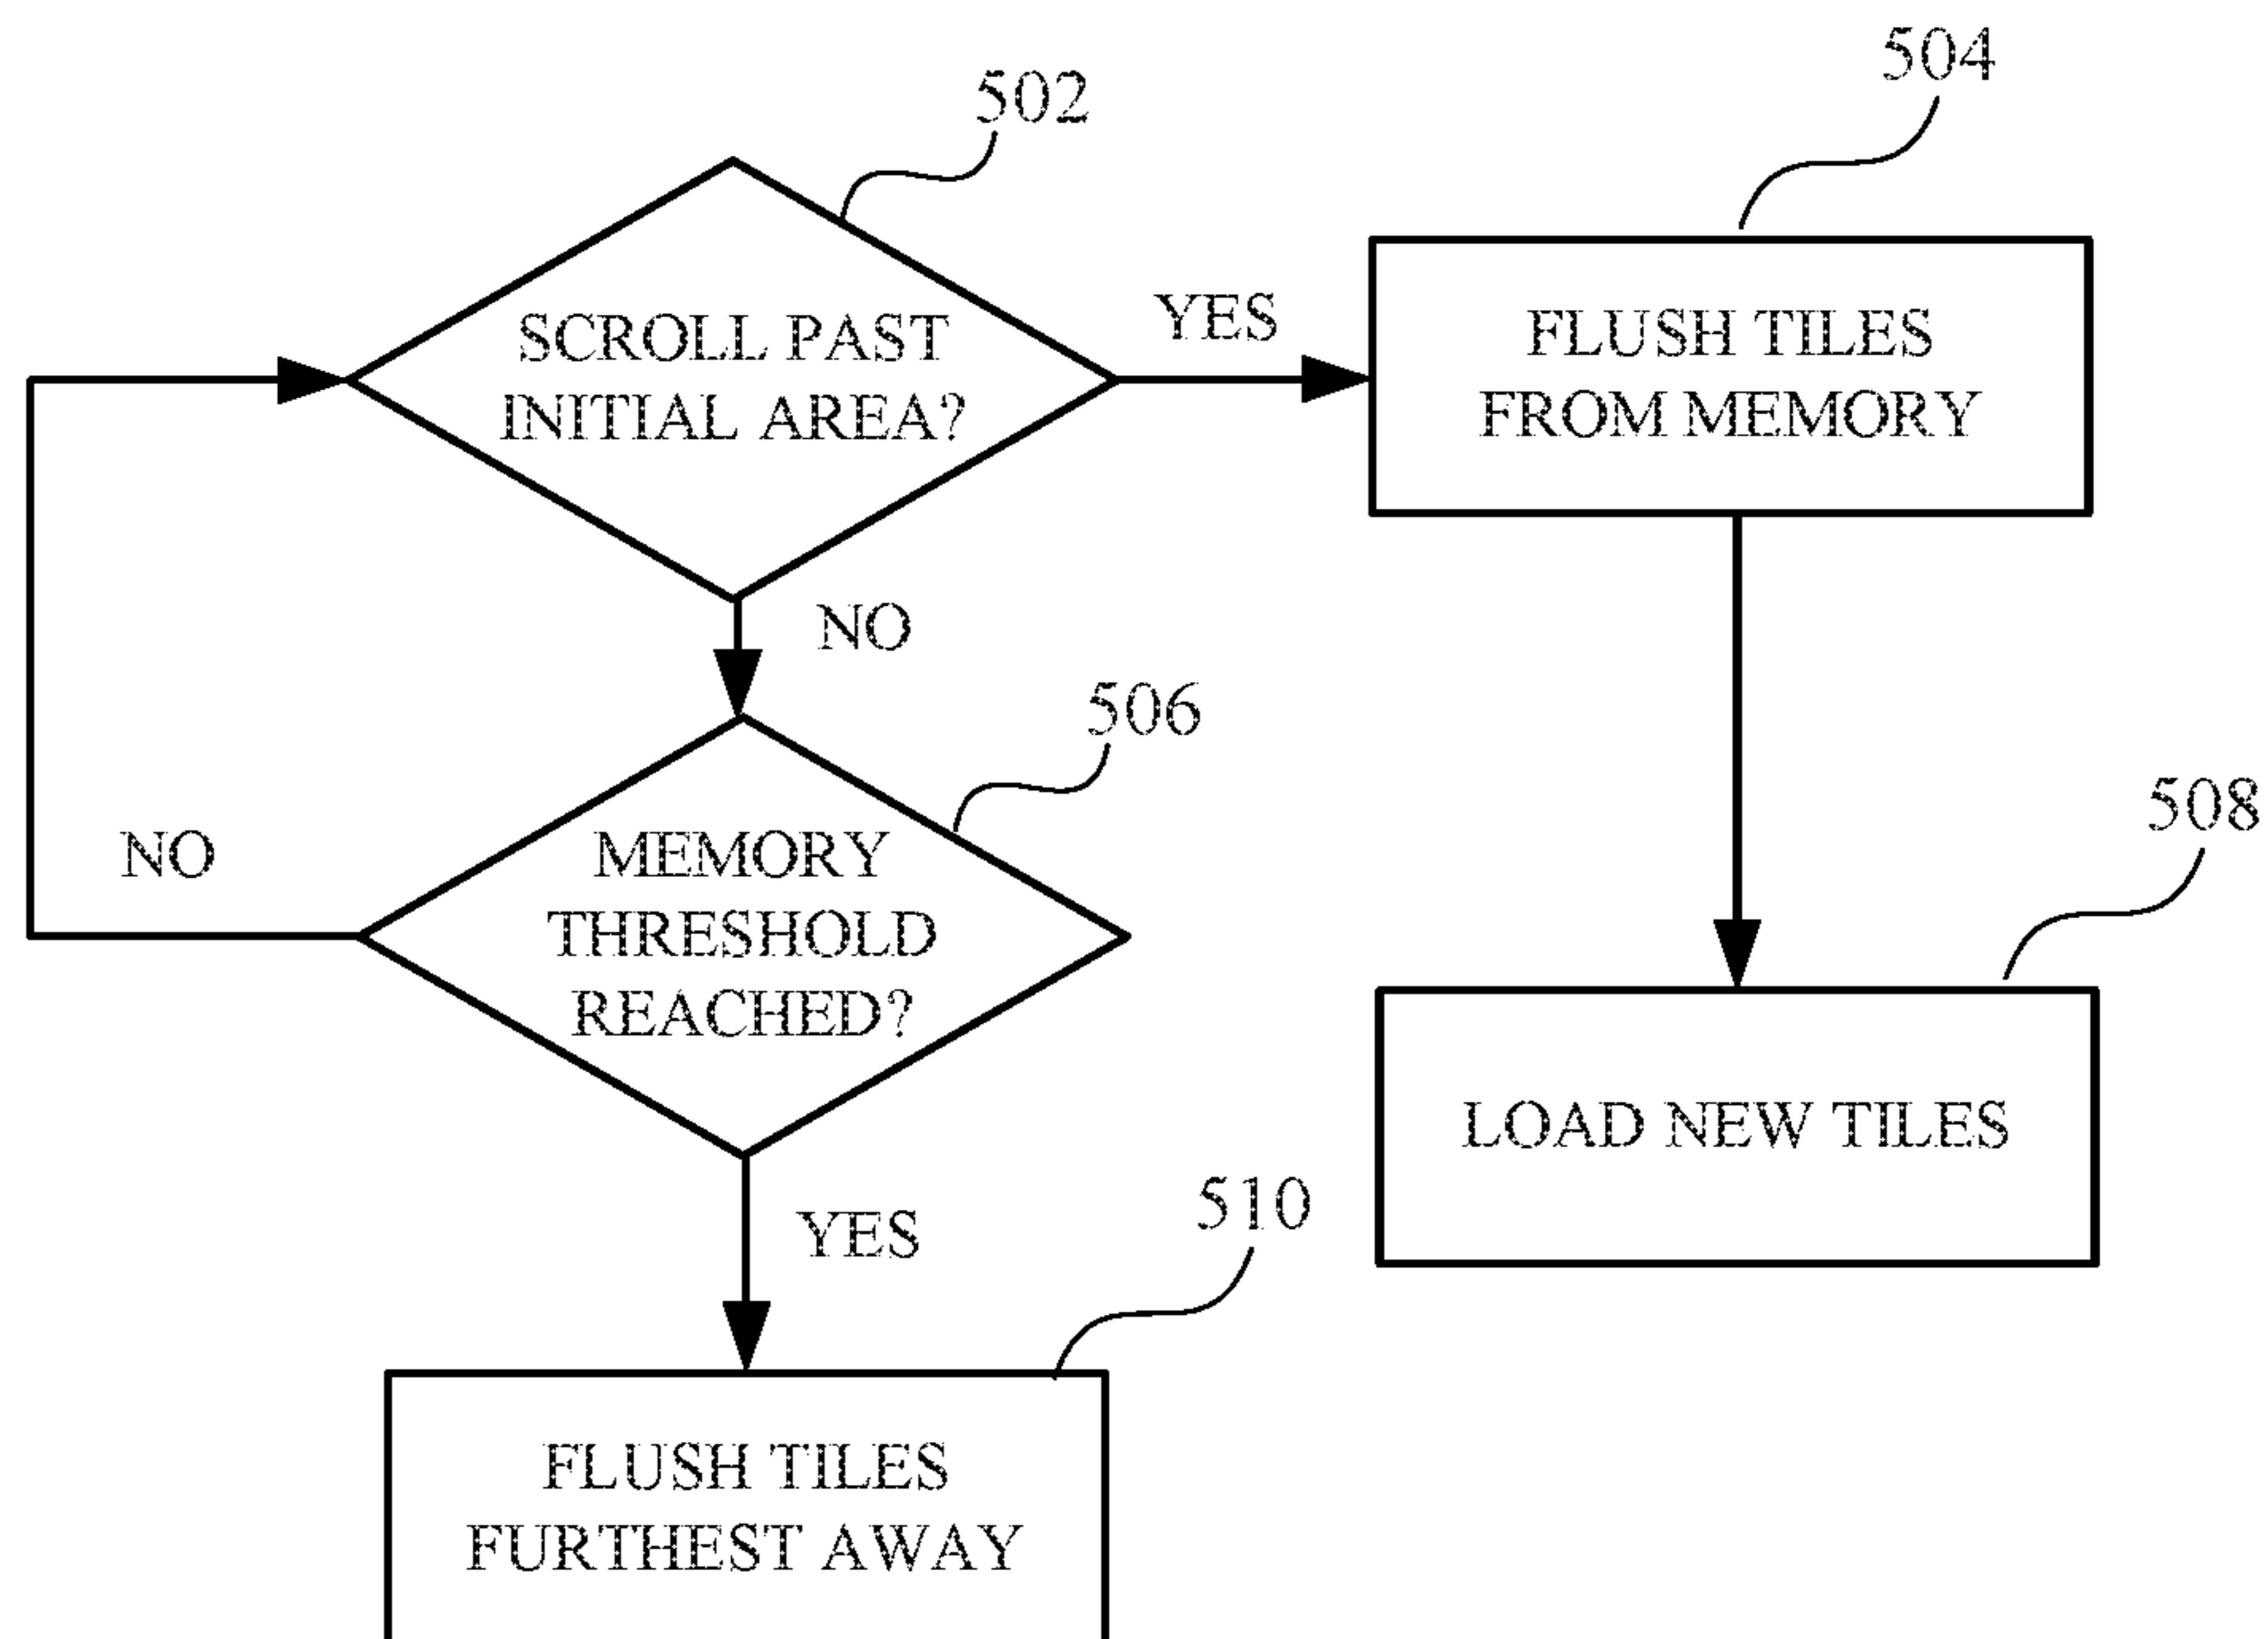 504
502
SCROLL PAST
INITIAL AREA?
YES
FLUSH TILES
FROM MEMORY
NO
506
508
NO
MEMORY
THRESHOLD
REACHED?
LOAD NEW TILES
YES
510
FLUSH TILES
FURTHEST AWAY